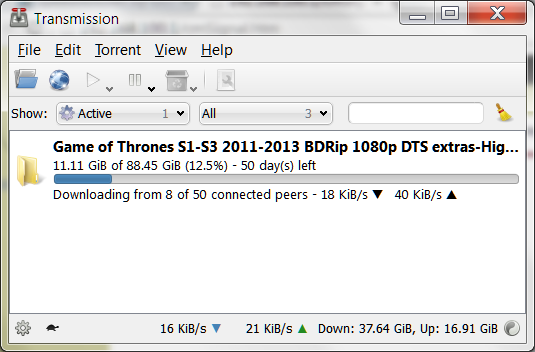 Transmission
File Edit Torrent View Help
Show: Active 1 All 3
Game of Thrones S1-S3 2011-2013 BDRip 1080p DTS extras-Hig...
11.11 GiB of 88.45 GiB (12.5%) - 50 day(s) left
Downloading from 8 of 50 connected peers - 18 KiB/s ▼ 40 KiB/s ▲
16 KiB/s ▼ 21 KiB/s ▲ Down: 37.64 GiB, Up: 16.91 GiB